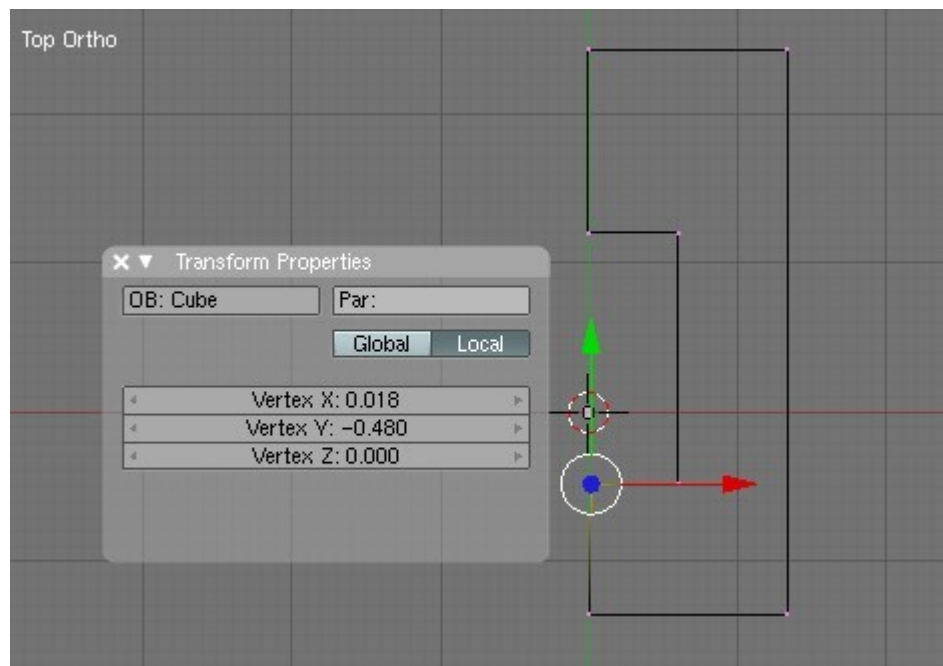 Top Ortho
Transform Properties
OB: Cube
Par:
Global
Local
Vertex X: 0.018
Vertex Y: -0.480
Vertex Z: 0.000